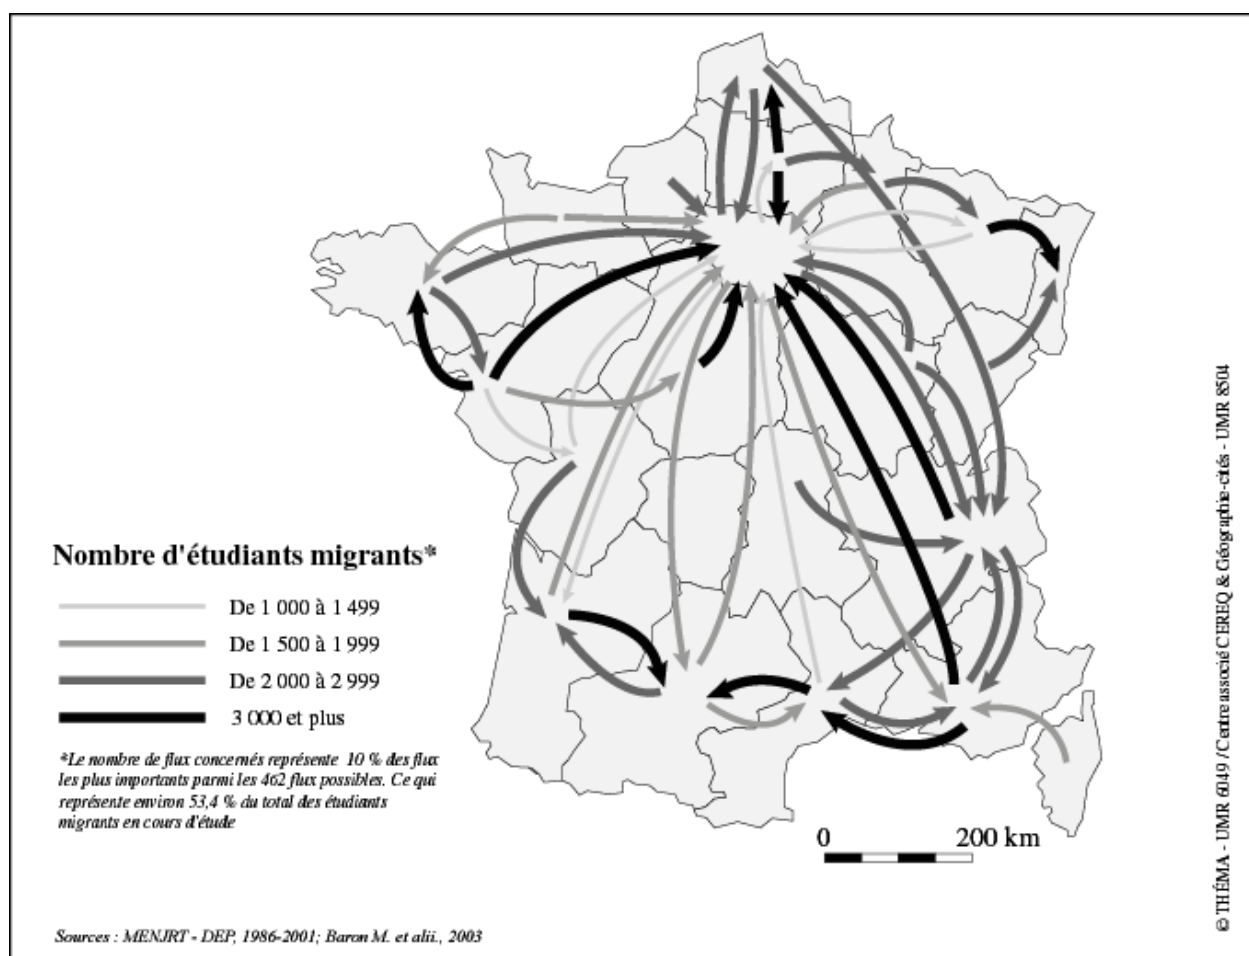 Nombre d'étudiants migrants*
De 1 000 à 1 499
De 1 500 à 1 999
De 2 000 à 2 999
3 000 et plus
*Le nombre de flux concernés représente 10 % des flux
les plus importants parmi les 462 flux possibles. Ce qui
représente environ 53,4 % du total des étudiants
migrants en cours d'étude
0 200 km
Sources : MENJRT - DEP, 1986-2001; Baron M. et alii., 2003
© THÉMA - UMR 6049 / Centre associé CEREQ & Géographie-cités - UMR 8504